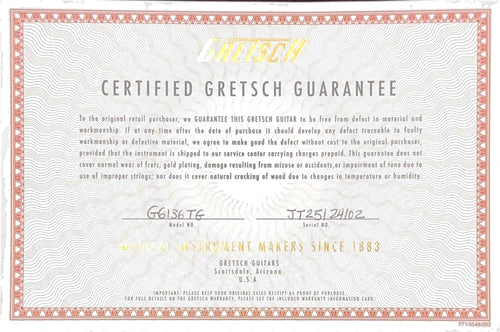 GRETSCH
CERTIFIED GRETSCH GUARANTEE
To the original retail purchaser, we GUARANTEE THIS GRETSCH GUITAR to be free from defect in material and
workmanship. If at any time after the date of purchase it should develop any defect traceable to faulty
workmanship or defective material, we agree to make good the defect without cost to the original purchaser,
provided that the instrument is shipped to our service center carrying charges prepaid. This guarantee does not
cover normal wear of frets, gold plating, damage resulting from misuse or accidents, or impairment of tone due to
use of improper strings; nor does it cover natural cracking of wood due to changes in temperature or humidity.
G6136TG JT25124102
Model NO. Serial NO.
INSTRUMENT MAKERS SINCE 1883
GRETSCH GUITARS
Scottsdale, Arizona
U.S.A.
IMPORTANT: PLEASE KEEP YOUR ORIGINAL SALES RECEIPT AS PROOF OF PURCHASE.
FOR FULL DETAILS ON THE GRETSCH WARRANTY, PLEASE SEE THE INCLUDED WARRANTY INFORMATION CARD.
771-0348-000